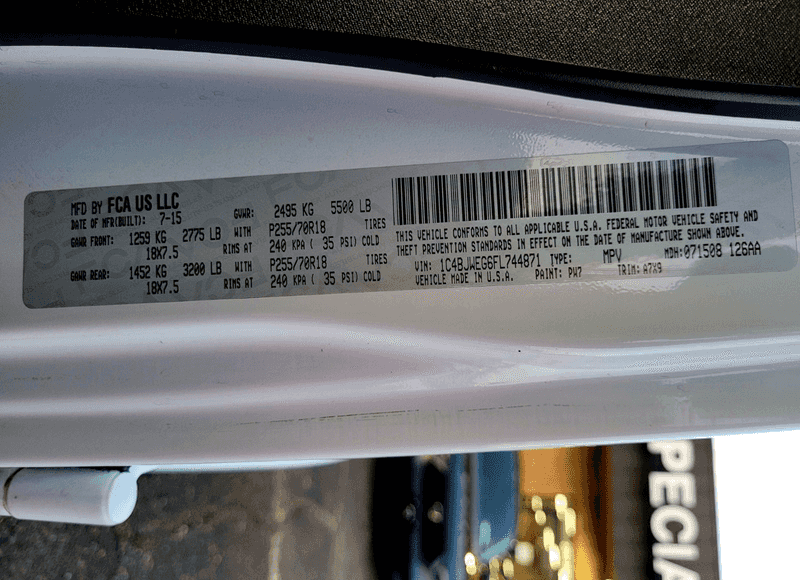 MFD BY FCA US LLC
DATE OF MFR(BUILT): 7-15 GVWR: 2495 KG 5500 LB
GAWR FRONT: 1259 KG 2775 LB WITH P255/70R18 TIRES
18X7.5 RIMS AT 240 KPA ( 35 PSI) COLD
GAWR REAR: 1452 KG 3200 LB WITH P255/70R18 TIRES
18X7.5 RIMS AT 240 KPA ( 35 PSI) COLD
THIS VEHICLE CONFORMS TO ALL APPLICABLE U.S.A. FEDERAL MOTOR VEHICLE SAFETY AND
THEFT PREVENTION STANDARDS IN EFFECT ON THE DATE OF MANUFACTURE SHOWN ABOVE.
VIN: 1C4BJWEG6FL744871 TYPE: MPV MDH: 071508 126AA
VEHICLE MADE IN U.S.A. PAINT: PW7 TRIM: A7X9
PECIA